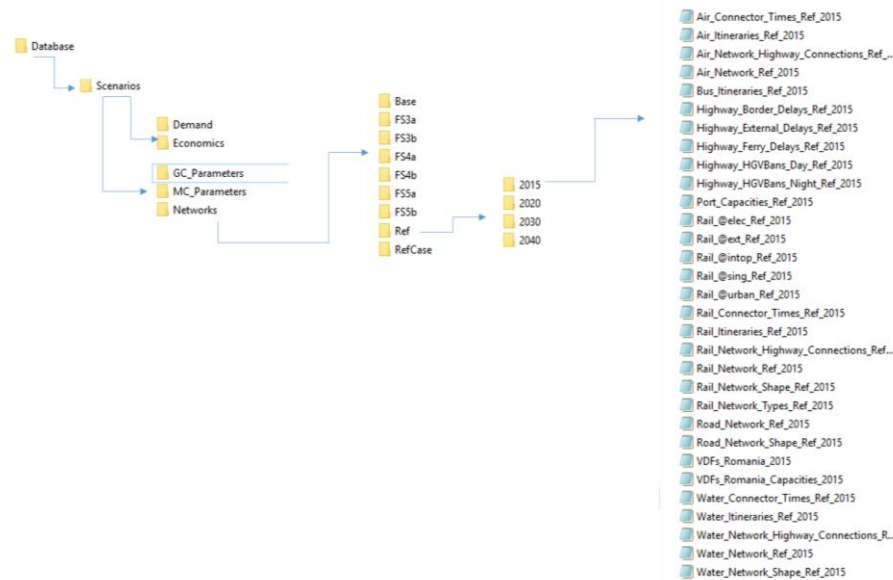 Database
Scenarios
Demand
Economics
GC_Parameters
MC_Parameters
Networks
Base
FS3a
FS3b
FS4a
FS4b
FS5a
FS5b
Ref
RefCase
2015
2020
2030
2040
Air_Connector_Times_Ref_2015
Air_Itineraries_Ref_2015
Air_Network_Highway_Connections_Ref_...
Air_Network_Ref_2015
Bus_Itineraries_Ref_2015
Highway_Border_Delays_Ref_2015
Highway_External_Delays_Ref_2015
Highway_Ferry_Delays_Ref_2015
Highway_HGVBans_Day_Ref_2015
Highway_HGVBans_Night_Ref_2015
Port_Capacities_Ref_2015
Rail_@elec_Ref_2015
Rail_@ext_Ref_2015
Rail_@intop_Ref_2015
Rail_@sing_Ref_2015
Rail_@urban_Ref_2015
Rail_Connector_Times_Ref_2015
Rail_Itineraries_Ref_2015
Rail_Network_Highway_Connections_Ref...
Rail_Network_Ref_2015
Rail_Network_Shape_Ref_2015
Rail_Network_Types_Ref_2015
Road_Network_Ref_2015
Road_Network_Shape_Ref_2015
VDFs_Romania_2015
VDFs_Romania_Capacities_2015
Water_Connector_Times_Ref_2015
Water_Itineraries_Ref_2015
Water_Network_Highway_Connections_R...
Water_Network_Ref_2015
Water_Network_Shape_Ref_2015